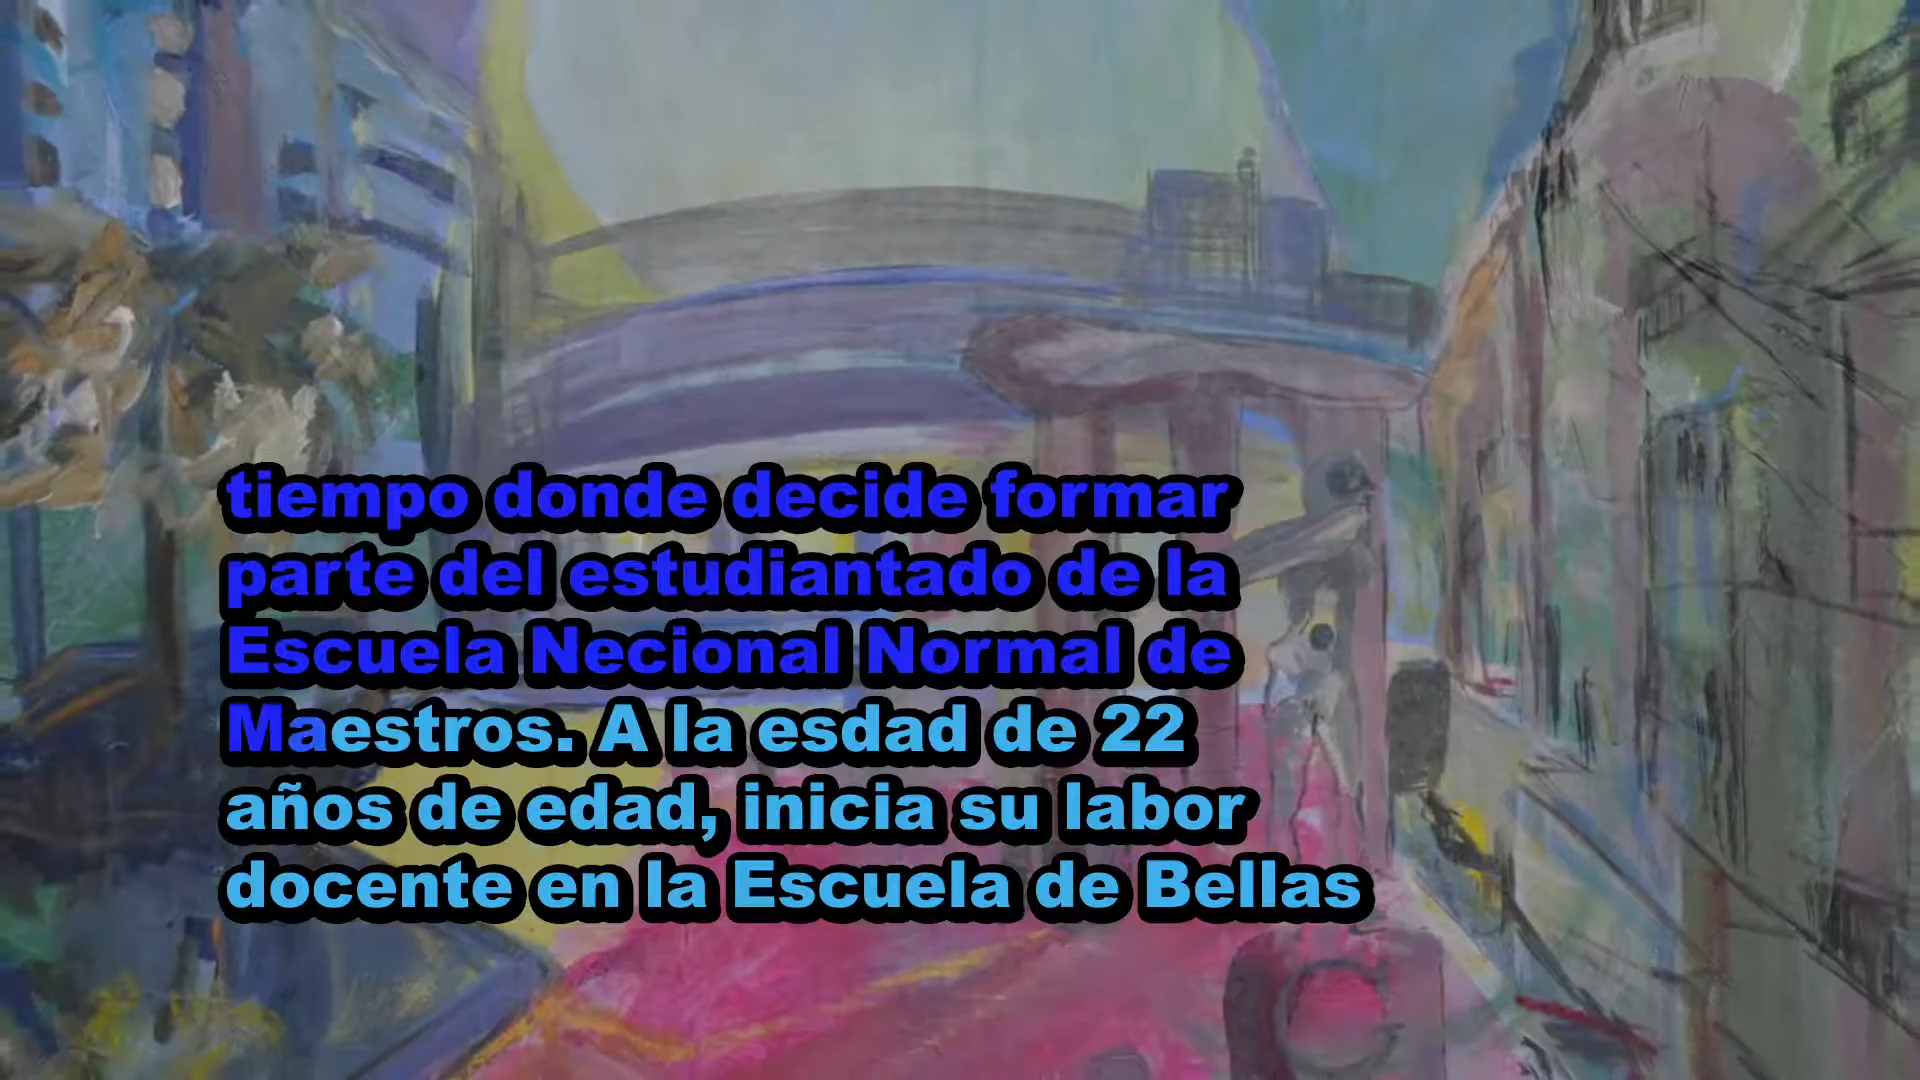 tiempo donde decide formar
parte del estudiantado de la
Escuela Necional Normal de
Maestros. A la esdad de 22
años de edad, inicia su labor
docente en la Escuela de Bellas